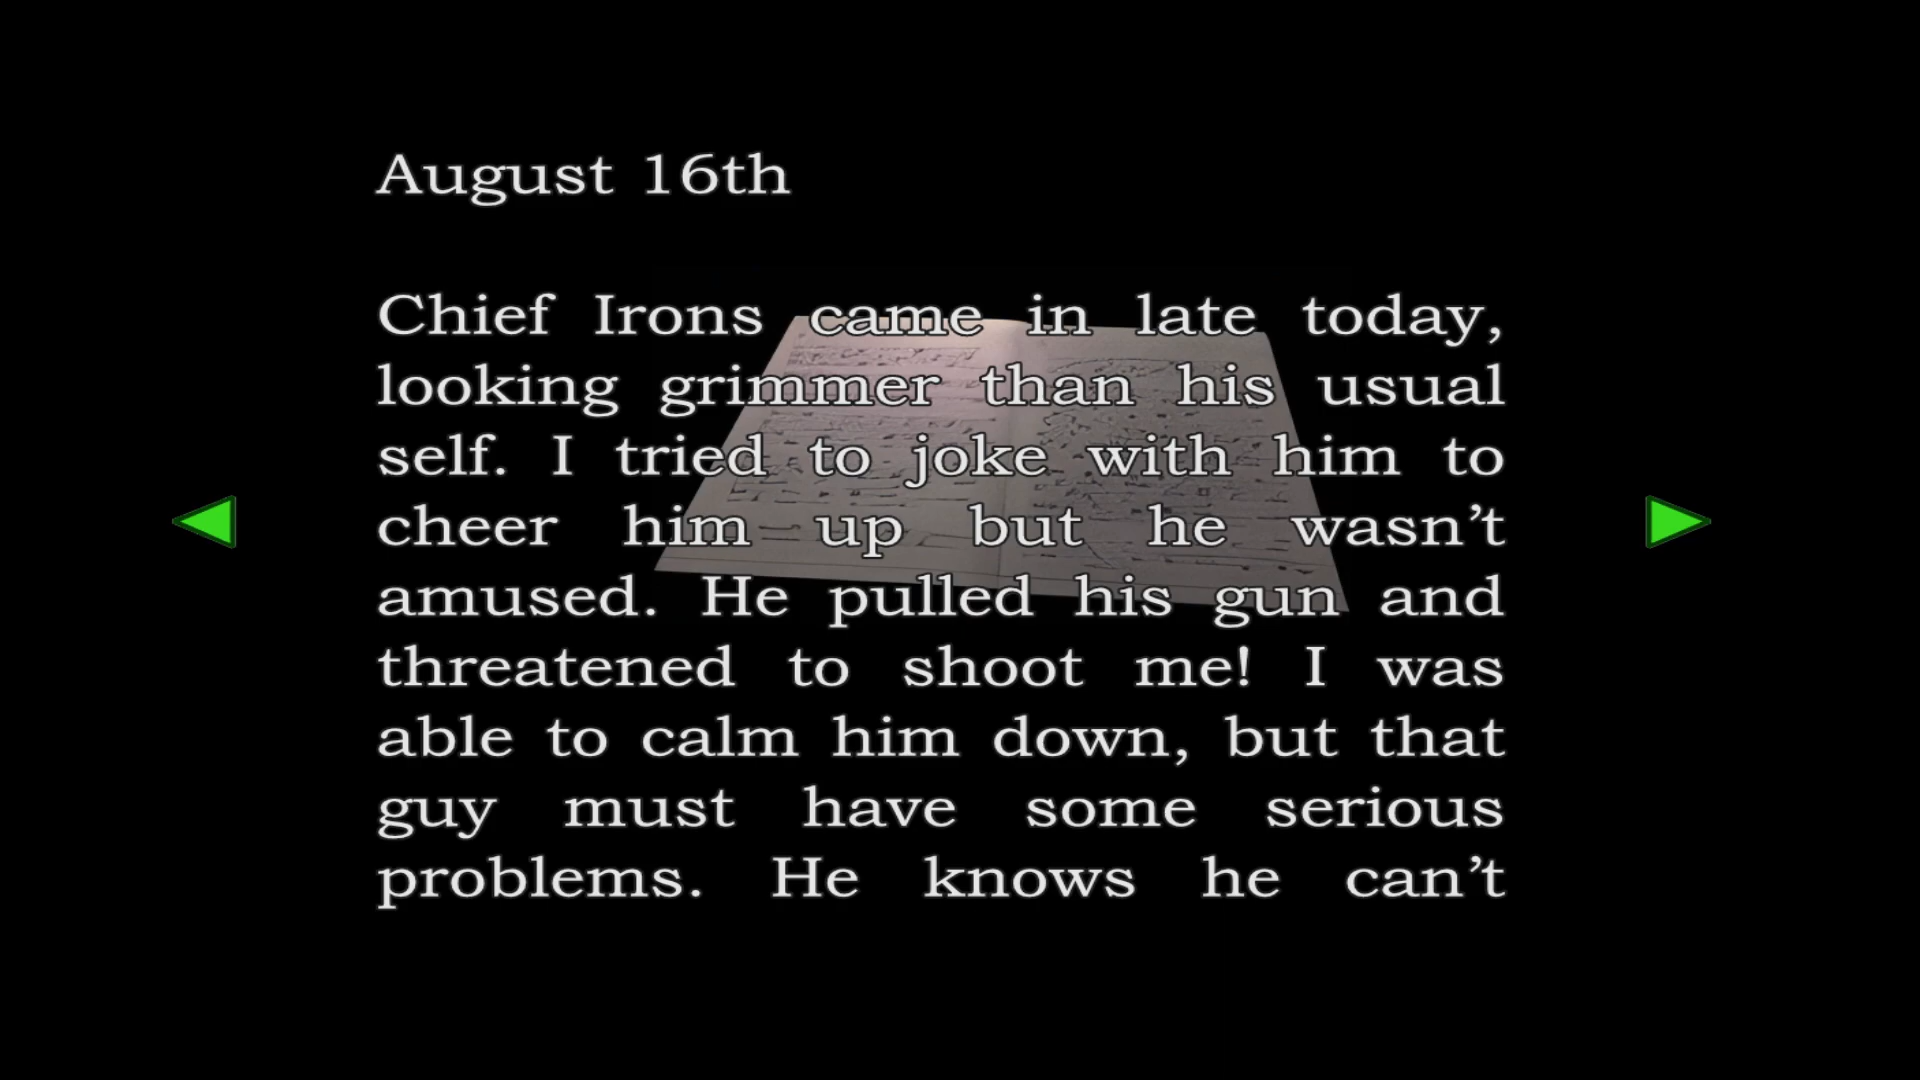 August 16th
Chief Irons came in late today,
looking grimmer than his usual
self. I tried to joke with him to
cheer him up but he wasn’t
amused. He pulled his gun and
threatened to shoot me! I was
able to calm him down, but that
guy must have some serious
problems. He knows he can’t